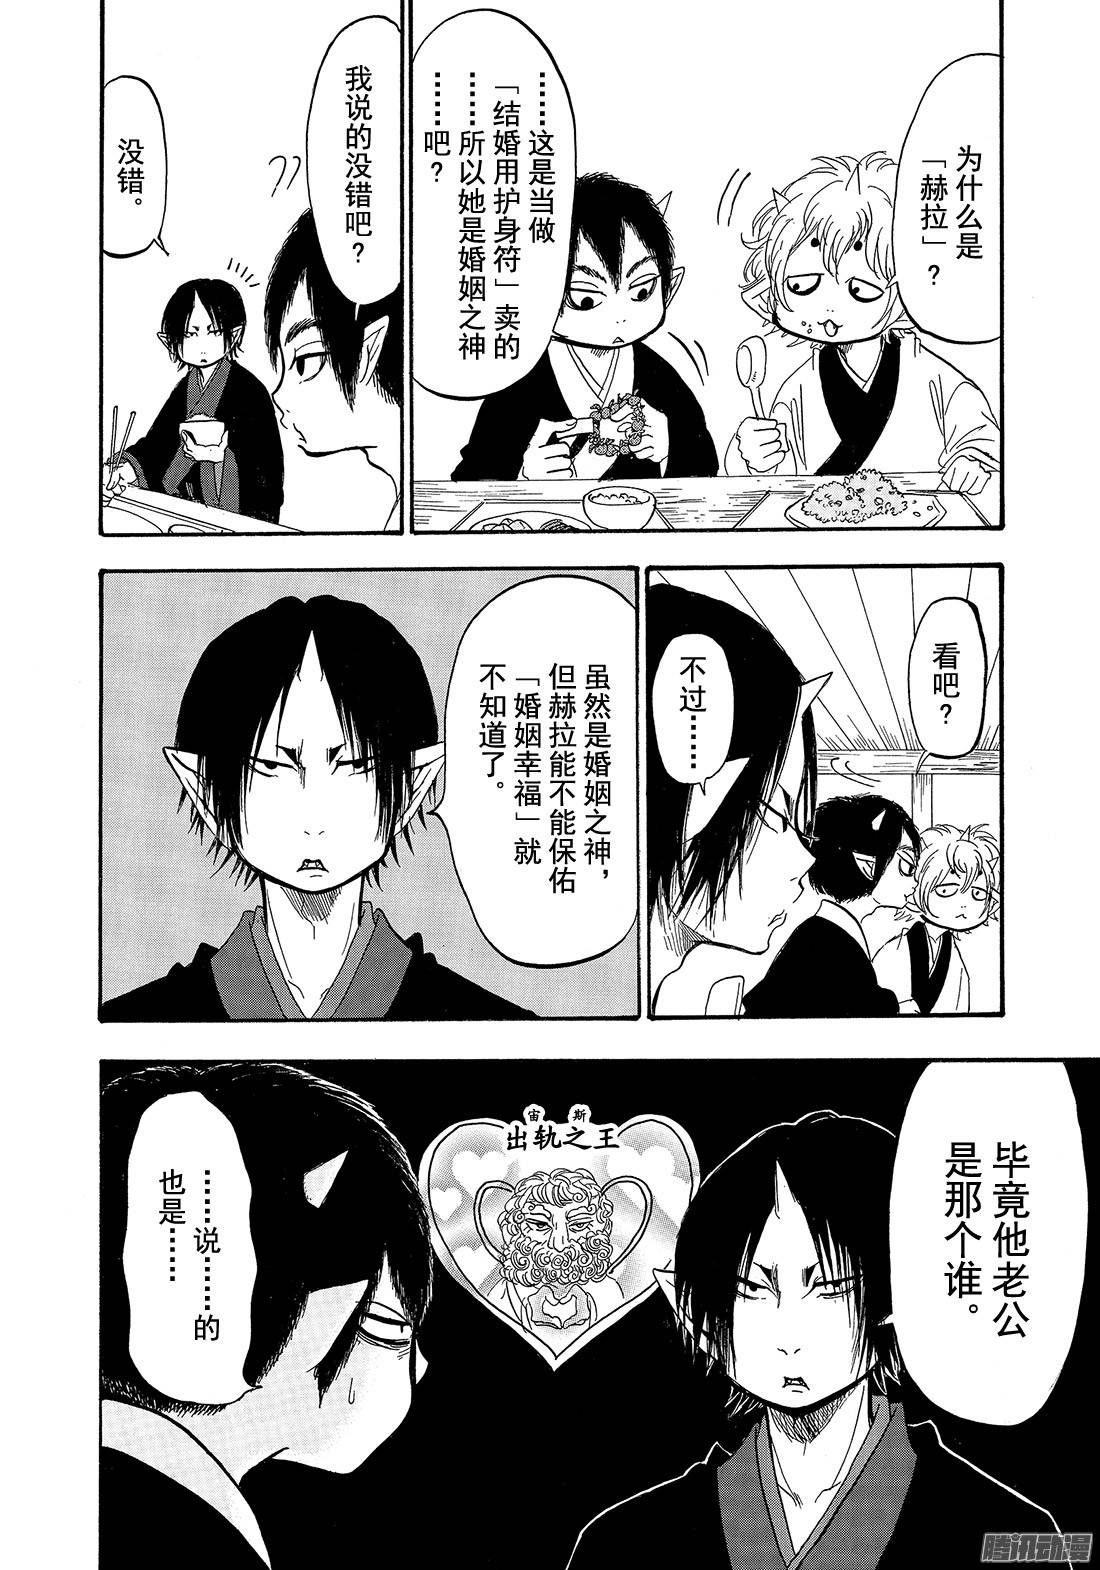 为什么是
「赫拉」?
……这是当做
「结婚用护身符」卖的
……所以她是婚姻之神
……吧?
我说的没错吧?
没错。
看吧?
不过……
虽然是婚姻之神，
但赫拉能不能保佑
「婚姻幸福」就
不知道了。
毕竟他老公
是那个谁。
宙斯
出轨之王
……说……的
也是……
腾讯动漫